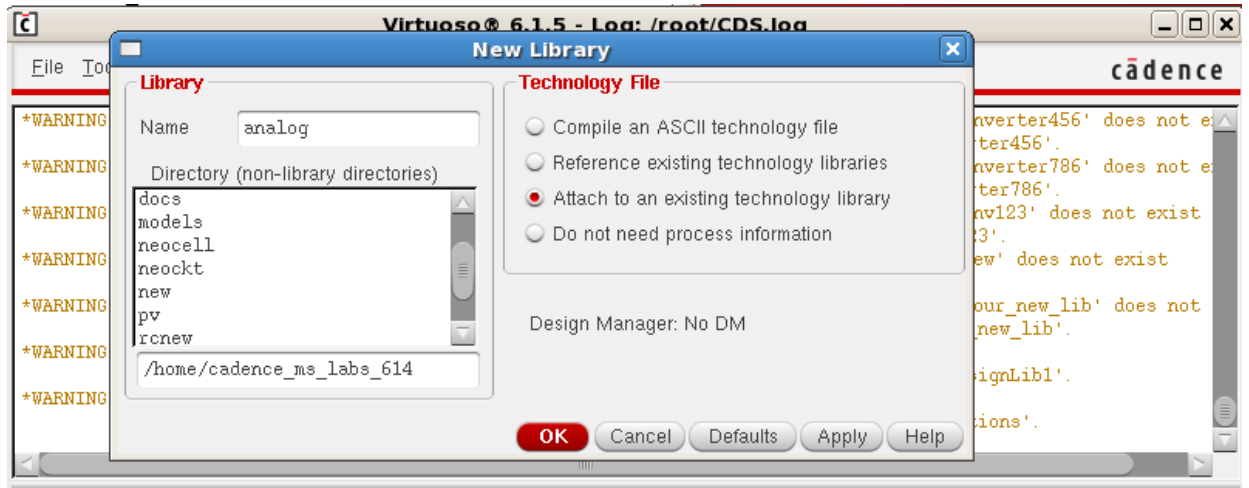 Virtuoso® 6.1.5 - Log: /root/CDS.log
New Library
File
cādence
Library
Name analog
Directory (non-library directories)
docs
models
neocell
neockt
new
pv
rcnew
/home/cadence_ms_labs_614
Technology File
Compile an ASCII technology file
Reference existing technology libraries
Attach to an existing technology library
Do not need process information
Design Manager: No DM
OK Cancel Defaults Apply Help
*WARNING
*WARNING
*WARNING
*WARNING
*WARNING
*WARNING
*WARNING
nverter456' does not
ter456'.
nverter786' does not
ter786'.
nv123' does not exist
3'.
ew' does not exist
our_new_lib' does not
new_lib'.
ignLib1'.
ions'.